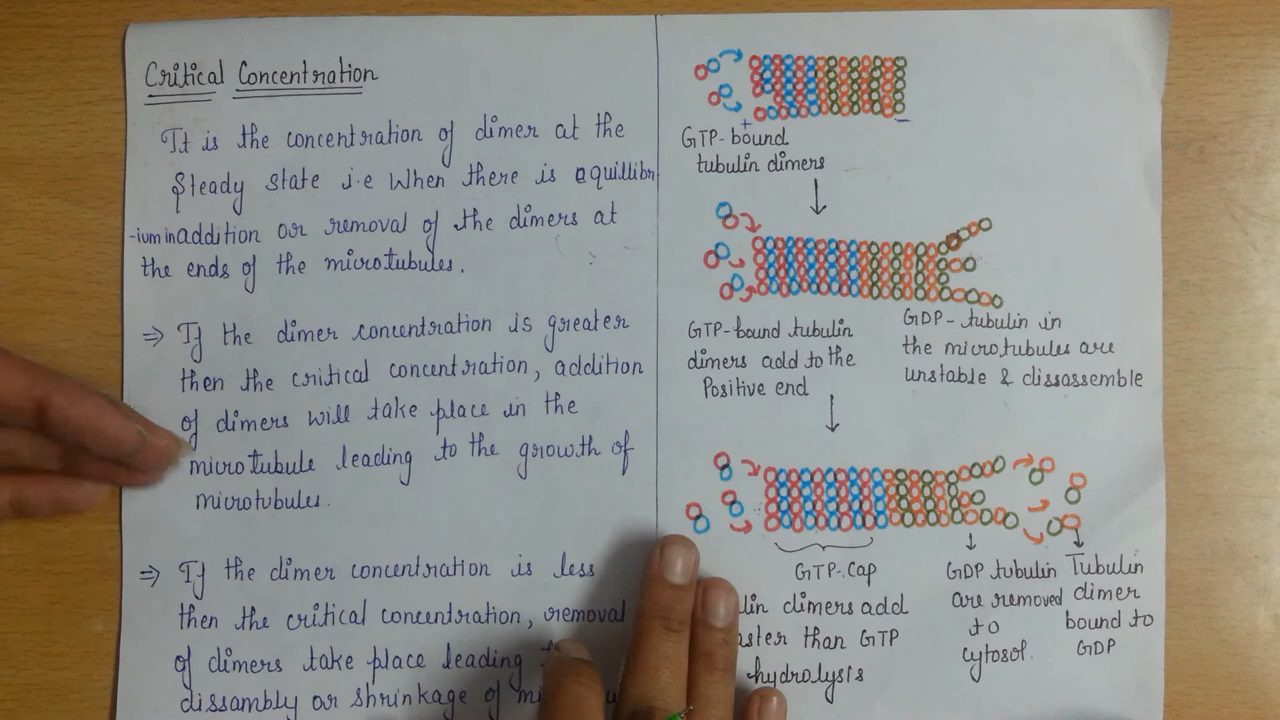 Critical Concentration
It is the concentration of dimer at the
steady state i.e When there is equillibr
-ium in addition or removal of the dimers at
the ends of the microtubules.
⇒ If the dimer concentration is greater
then the critical concentration, addition
of dimers will take place in the
microtubule leading to the growth of
microtubules.
⇒ If the dimer concentration is less
then the critical concentration, removal
of dimers take place leading
dissambly or shrinkage of
+
−
GTP-bound
tubulin dimers
GTP-bound tubulin
dimers add to the
Positive end
GDP-tubulin in
the microtubules are
unstable & dissassemble
GTP-Cap
dimers add
than GTP
hydrolysis
GDP tubulin
are removed
to
cytosol.
Tubulin
dimer
bound to
GDP